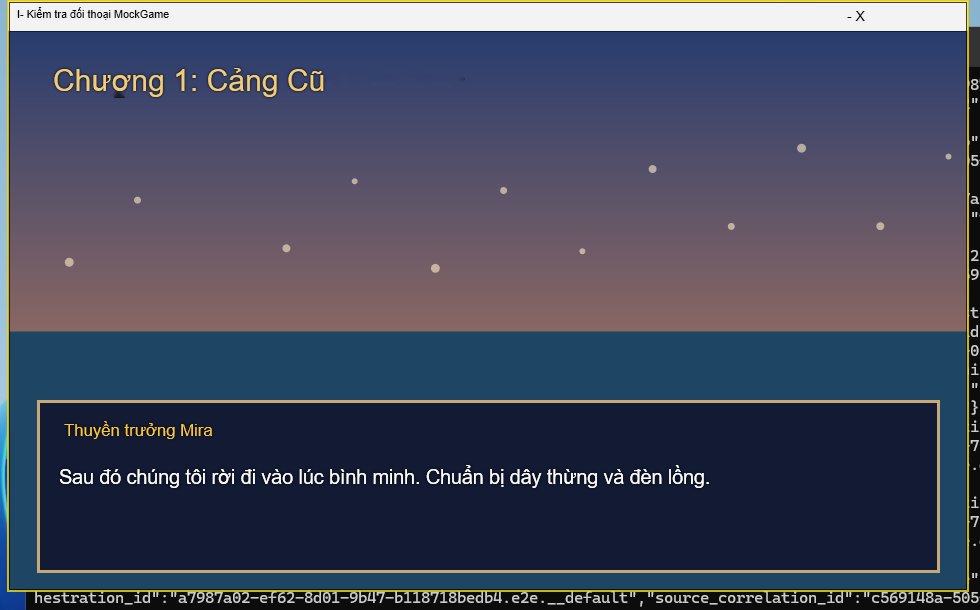 I- Kiểm tra đối thoại MockGame
- X
Chương 1: Cảng Cũ
Thuyền trưởng Mira
Sau đó chúng tôi rời đi vào lúc bình minh. Chuẩn bị dây thừng và đèn lồng.
hestration_id":"a7987a02-ef62-8d01-9b47-b118718bedb4.e2e.__default","source_correlation_id":"c569148a-505